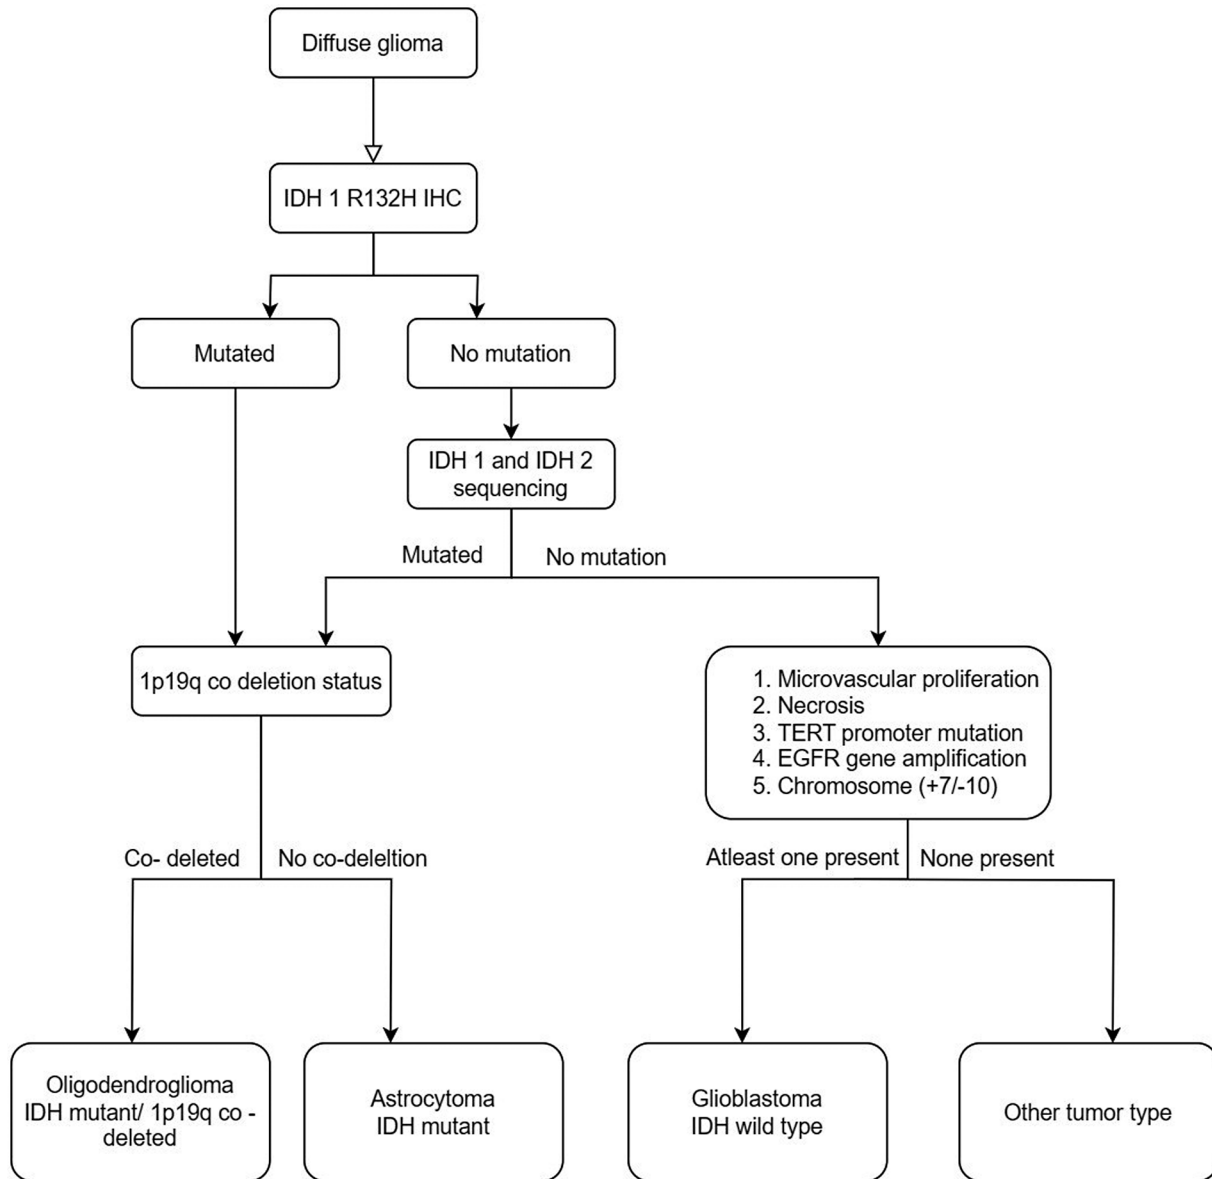 Diffuse glioma
IDH 1 R132H IHC
Mutated
No mutation
IDH 1 and IDH 2
sequencing
Mutated
No mutation
1p19q co deletion status
1. Microvascular proliferation
2. Necrosis
3. TERT promoter mutation
4. EGFR gene amplification
5. Chromosome (+7/-10)
Co- deleted
No co-deleltion
Atleast one present
None present
Oligodendroglioma
IDH mutant/ 1p19q co -
deleted
Astrocytoma
IDH mutant
Glioblastoma
IDH wild type
Other tumor type